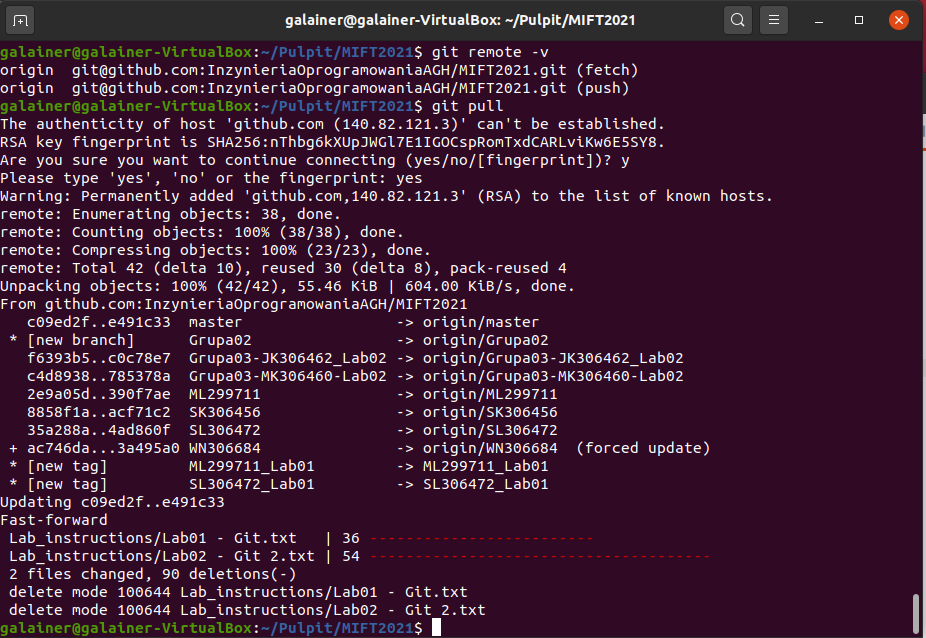 galainer@galainer-VirtualBox: ~/Pulpit/MIFT2021
galainer@galainer-VirtualBox:~/Pulpit/MIFT2021$ git remote -v
origin  git@github.com:InzynieriaOprogramowaniaAGH/MIFT2021.git (fetch)
origin  git@github.com:InzynieriaOprogramowaniaAGH/MIFT2021.git (push)
galainer@galainer-VirtualBox:~/Pulpit/MIFT2021$ git pull
The authenticity of host 'github.com (140.82.121.3)' can't be established.
RSA key fingerprint is SHA256:nThbg6kXUpJWGl7E1IGOCspRomTxdCARLviKw6E5SY8.
Are you sure you want to continue connecting (yes/no/[fingerprint])? y
Please type 'yes', 'no' or the fingerprint: yes
Warning: Permanently added 'github.com,140.82.121.3' (RSA) to the list of known hosts.
remote: Enumerating objects: 38, done.
remote: Counting objects: 100% (38/38), done.
remote: Compressing objects: 100% (23/23), done.
remote: Total 42 (delta 10), reused 30 (delta 8), pack-reused 4
Unpacking objects: 100% (42/42), 55.46 KiB | 604.00 KiB/s, done.
From github.com:InzynieriaOprogramowaniaAGH/MIFT2021
   c09ed2f..e491c33  master                 -> origin/master
 * [new branch]      Grupa02                -> origin/Grupa02
   f6393b5..c0c78e7  Grupa03-JK306462_Lab02 -> origin/Grupa03-JK306462_Lab02
   c4d8938..785378a  Grupa03-MK306460-Lab02 -> origin/Grupa03-MK306460-Lab02
   2e9a05d..390f7ae  ML299711               -> origin/ML299711
   8858f1a..acf71c2  SK306456               -> origin/SK306456
   35a288a..4ad860f  SL306472               -> origin/SL306472
 + ac746da...3a495a0 WN306684               -> origin/WN306684  (forced update)
 * [new tag]         ML299711_Lab01         -> ML299711_Lab01
 * [new tag]         SL306472_Lab01         -> SL306472_Lab01
Updating c09ed2f..e491c33
Fast-forward
 Lab_instructions/Lab01 - Git.txt   | 36 -------------------------
 Lab_instructions/Lab02 - Git 2.txt | 54 --------------------------------------
 2 files changed, 90 deletions(-)
 delete mode 100644 Lab_instructions/Lab01 - Git.txt
 delete mode 100644 Lab_instructions/Lab02 - Git 2.txt
galainer@galainer-VirtualBox:~/Pulpit/MIFT2021$